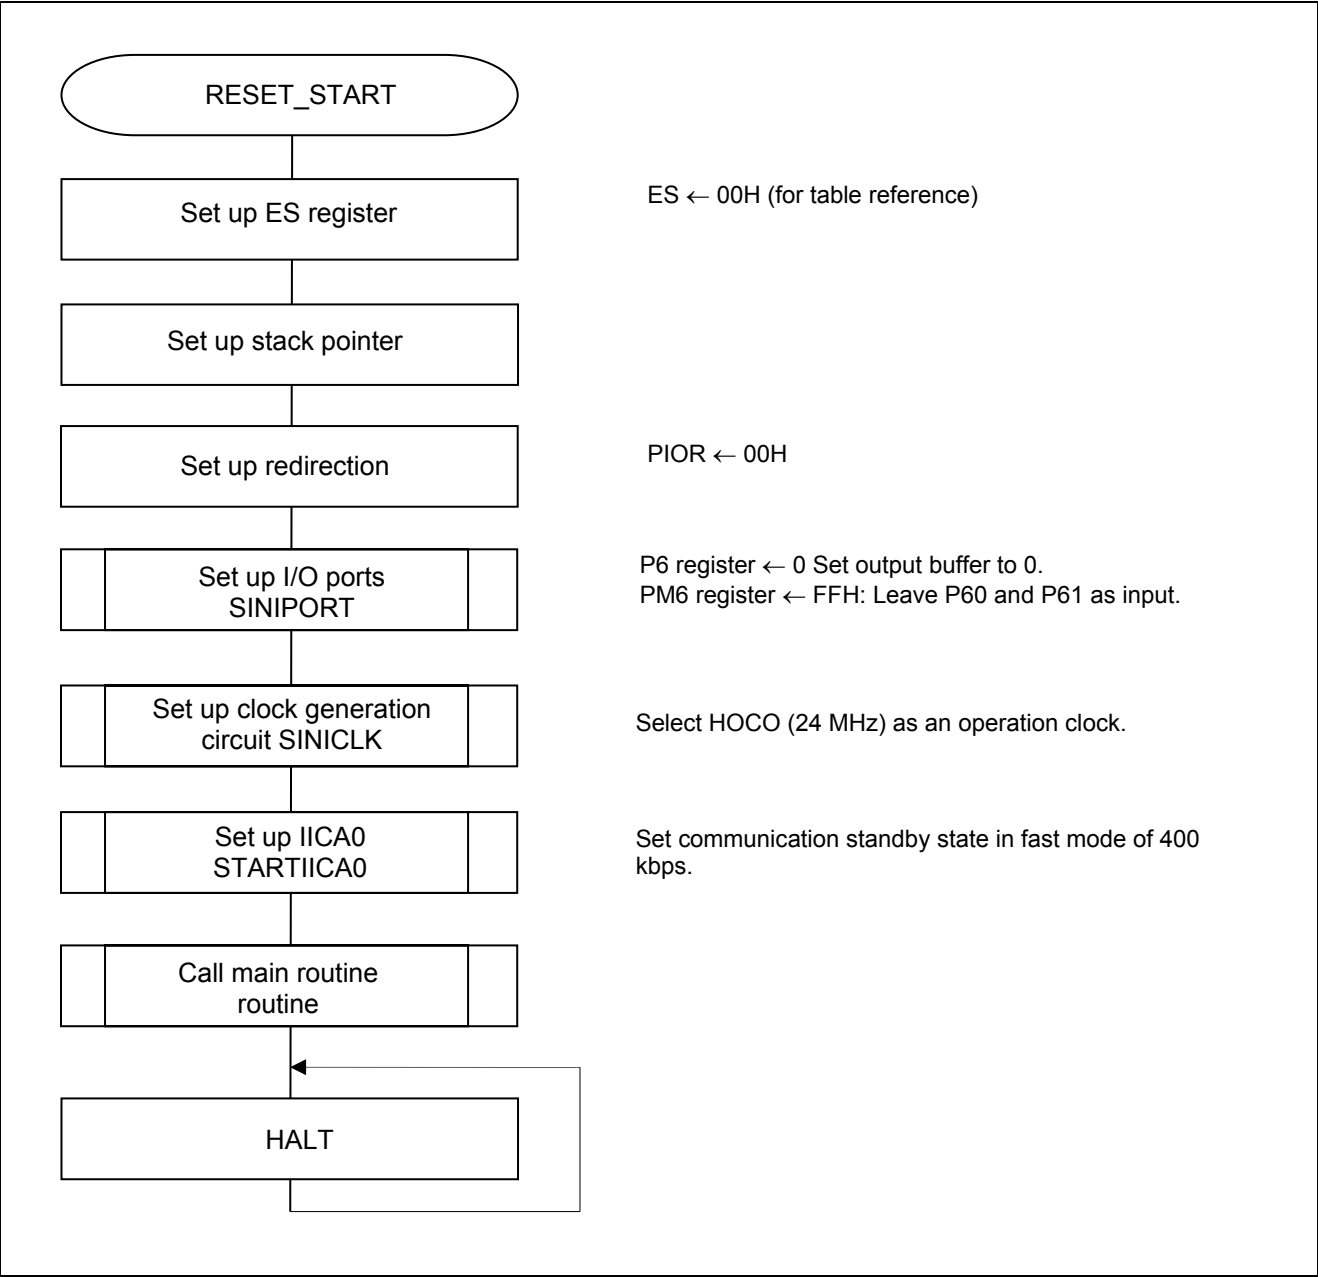 RESET_START
Set up ES register
ES ← 00H (for table reference)
Set up stack pointer
Set up redirection
PIOR ← 00H
Set up I/O ports
SINIPORT
P6 register ← 0 Set output buffer to 0.
PM6 register ← FFH: Leave P60 and P61 as input.
Set up clock generation
circuit SINICLK
Select HOCO (24 MHz) as an operation clock.
Set up IICA0
STARTIICA0
Set communication standby state in fast mode of 400
kbps.
Call main routine
routine
HALT